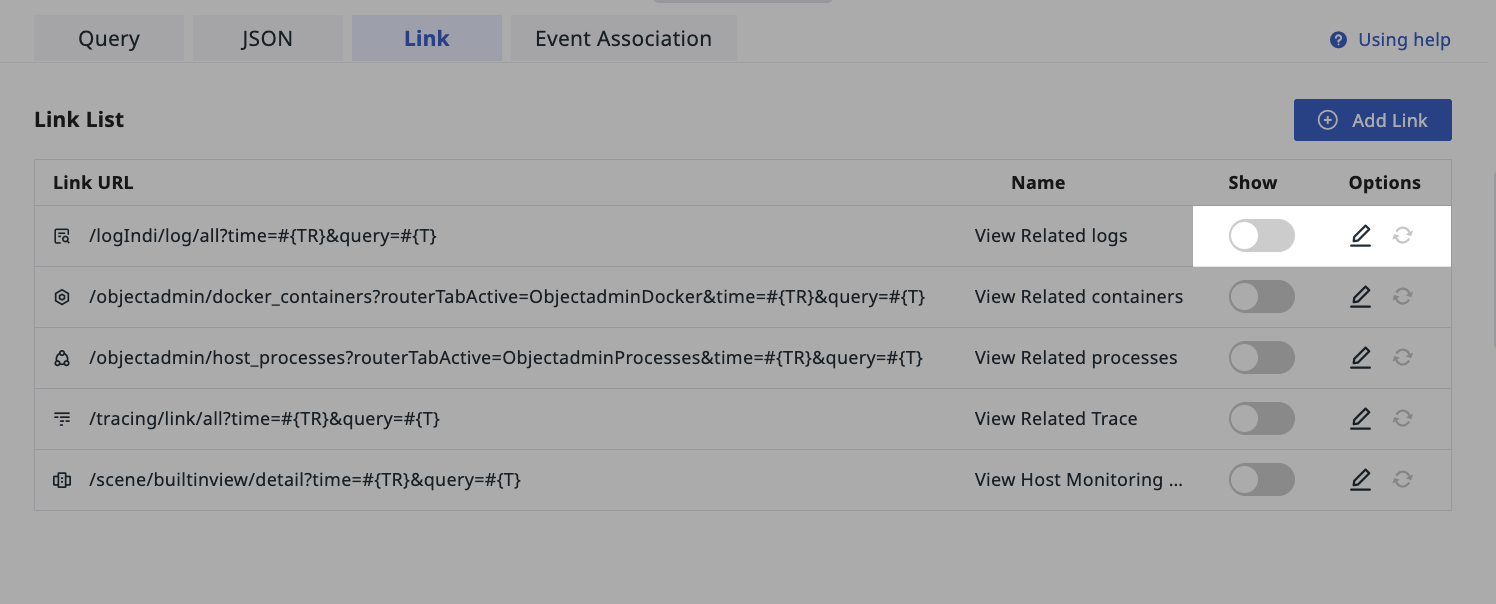 Query JSON Link Event Association Using help
Link List Add Link
Link URL Name Show Options
/logIndi/log/all?time=#{TR}&query=#{T} View Related logs
/objectadmin/docker_containers?routerTabActive=ObjectadminDocker&time=#{TR}&query=#{T} View Related containers
/objectadmin/host_processes?routerTabActive=ObjectadminProcesses&time=#{TR}&query=#{T} View Related processes
/tracing/link/all?time=#{TR}&query=#{T} View Related Trace
/scene/builtinview/detail?time=#{TR}&query=#{T} View Host Monitoring ...